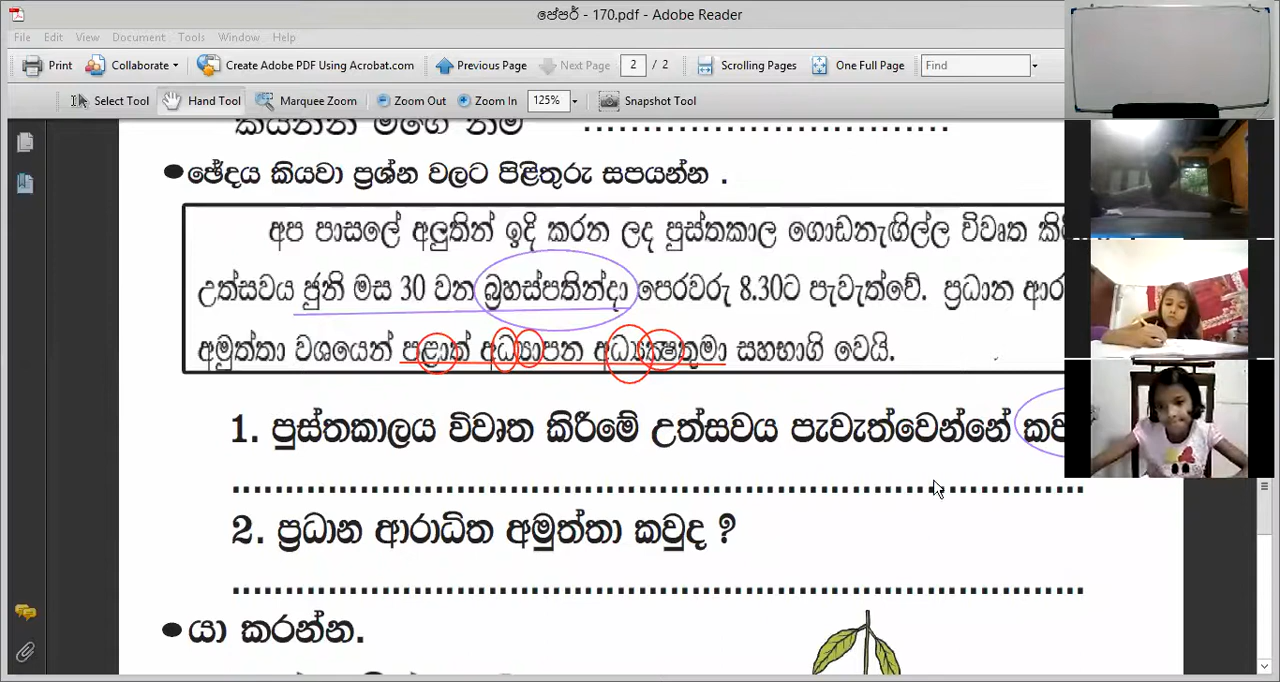 පේපර් - 170.pdf - Adobe Reader
File Edit View Document Tools Window Help
Print Collaborate Create Adobe PDF Using Acrobat.com Previous Page Next Page 2 / 2 Scrolling Pages One Full Page Find
Select Tool Hand Tool Marquee Zoom Zoom Out Zoom In 125% Snapshot Tool
කියන්න මගේ නම ..............................
ඡේදය කියවා ප්‍රශ්න වලට පිළිතුරු සපයන්න .
අප පාසලේ අලුතින් ඉදි කරන ලද පුස්තකාල ගොඩනැඟිල්ල විවෘත
උත්සවය ජුනි මස 30 වන බ්‍රහස්පතින්දා පෙරවරු 8.30ට පැවැත්වේ. ප්‍රධාන
අමුත්තා වශයෙන් පළාත් අධ්‍යාපන අධ්‍යක්ෂතුමා සහභාගි වෙයි.
1. පුස්තකාලය විවෘත කිරීමේ උත්සවය පැවැත්වෙන්නේ
2. ප්‍රධාන ආරාධිත අමුත්තා කවුද ?
යා කරන්න.